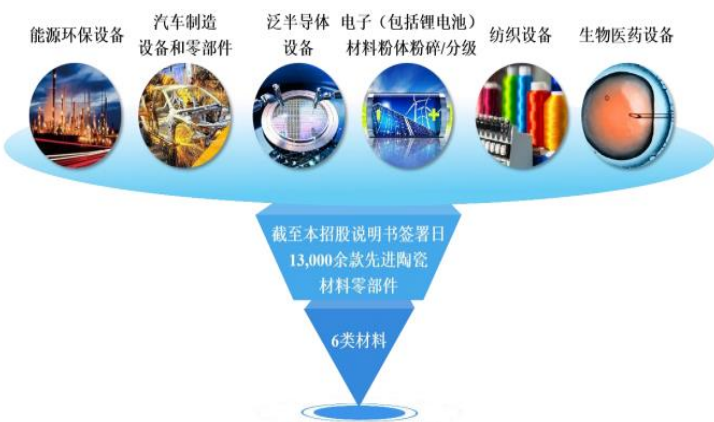 能源环保设备
汽车制造
设备和零部件
泛半导体
设备
电子（包括锂电池）
材料粉体粉碎/分级
纺织设备
生物医药设备
截至本招股说明书签署日
13,000余款先进陶瓷
材料零部件
6类材料